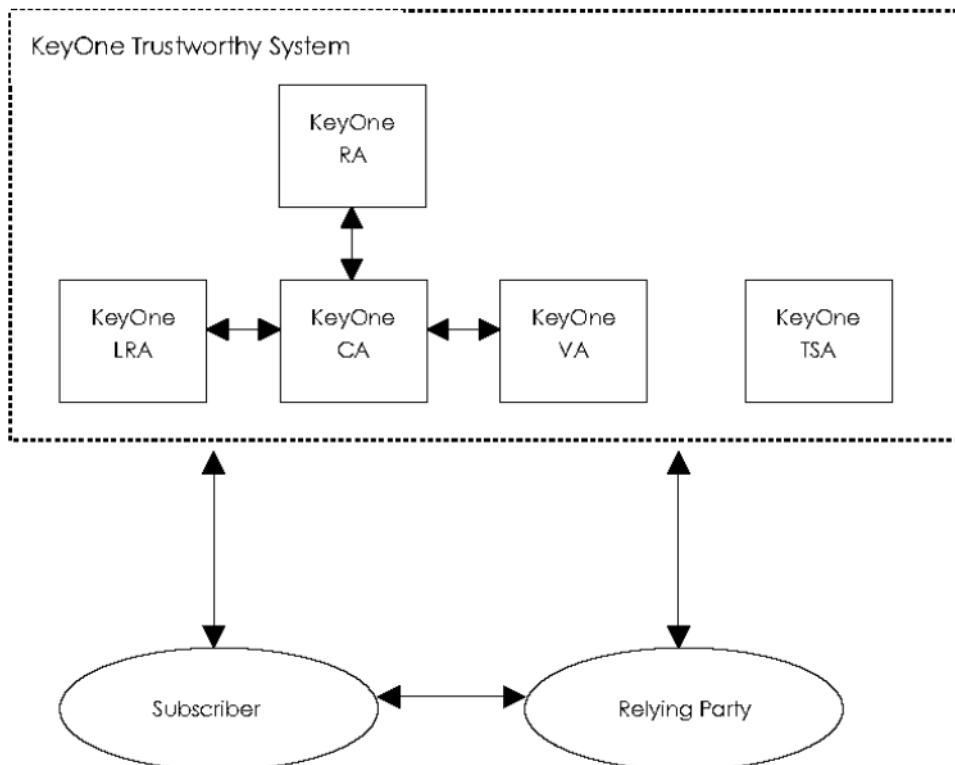 KeyOne Trustworthy System
KeyOne
RA
KeyOne
LRA
KeyOne
CA
KeyOne
VA
KeyOne
TSA
Subscriber
Relying Party